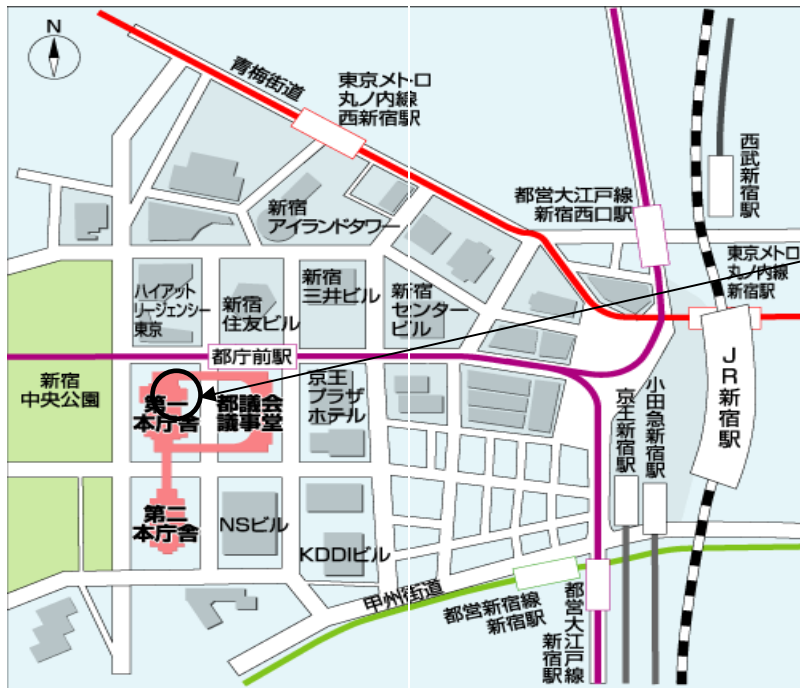 N
青梅街道
東京メトロ
丸ノ内線
西新宿駅
西武新宿駅
都営大江戸線
新宿西口駅
新宿
アイランドタワー
東京メトロ
丸ノ内線
新宿駅
ハイアット
リージェンシー
東京
新宿
住友ビル
新宿
三井ビル
新宿
センター
ビル
都庁前駅
JR新宿駅
新宿
中央公園
第一
本庁舎
都議会
議事堂
京王
プラザ
ホテル
小田急新宿駅
京王新宿駅
第二
本庁舎
NSビル
KDDIビル
甲州街道
都営新宿線
新宿駅
都営大江戸線
新宿駅